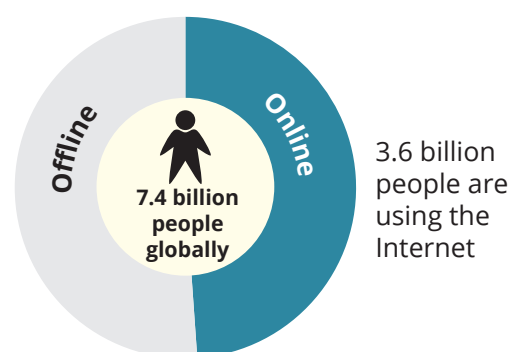 Offline
Online
7.4 billion
people
globally
3.6 billion
people are
using the
Internet